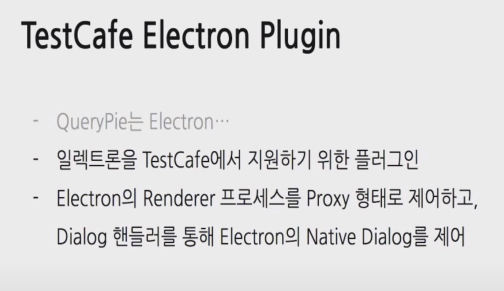 TestCafe Electron Plugin
- QueryPie는 Electron…
- 일렉트론을 TestCafe에서 지원하기 위한 플러그인
- Electron의 Renderer 프로세스를 Proxy 형태로 제어하고,
Dialog 핸들러를 통해 Electron의 Native Dialog를 제어